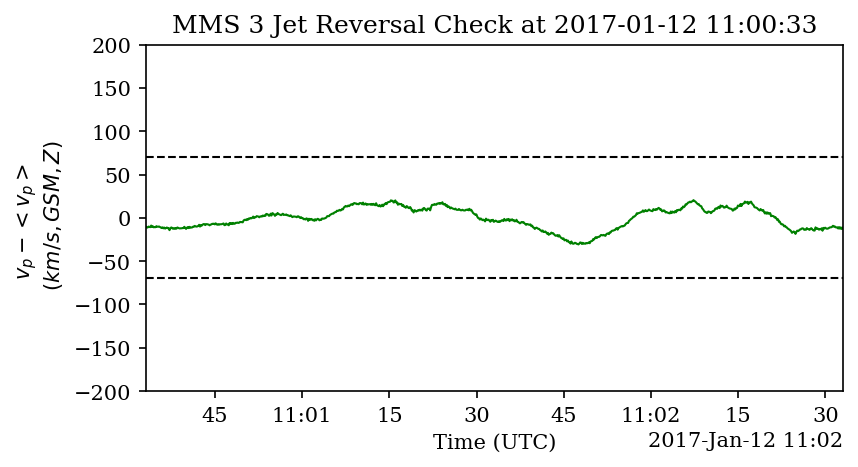 MMS 3 Jet Reversal Check at 2017-01-12 11:00:33
200
150
100
50
0
−50
−100
−150
−200
v_p − < v_p >
(km/s, GSM, Z)
45 11:01 15 30 45 11:02 15 30
Time (UTC)
2017-Jan-12 11:02